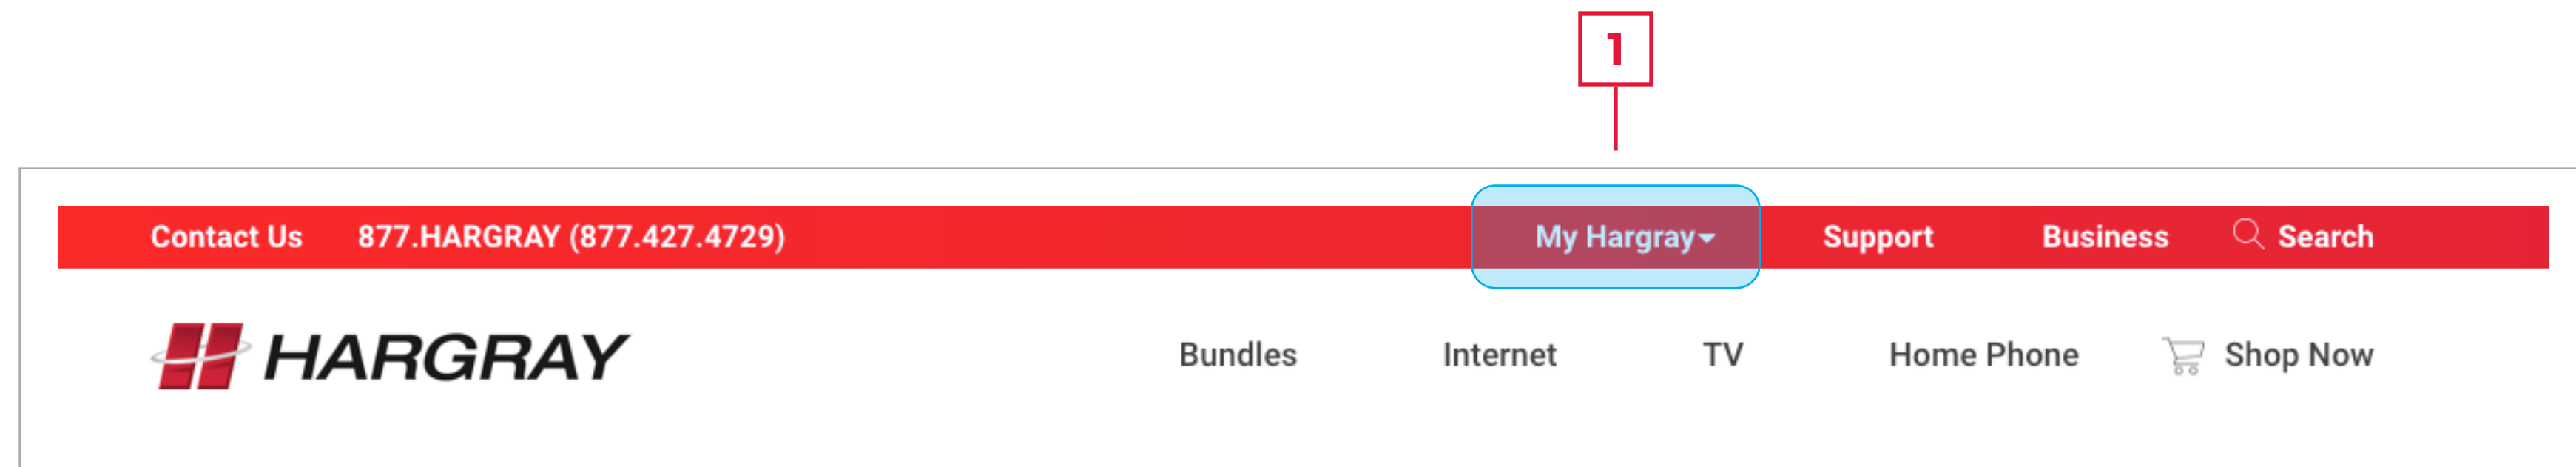 1
Contact Us 877.HARGRAY (877.427.4729) My Hargray Support Business Search
HARGRAY Bundles Internet TV Home Phone Shop Now